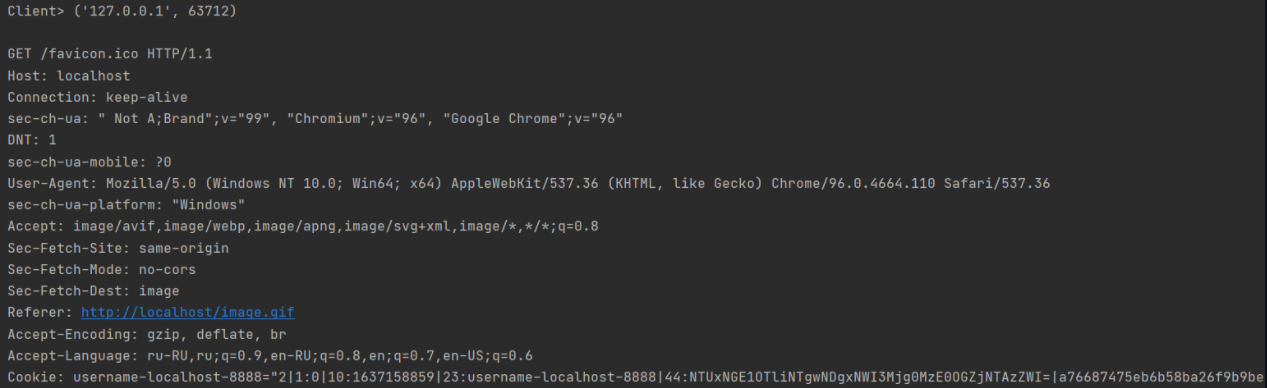 Client> ('127.0.0.1', 63712)
GET /favicon.ico HTTP/1.1
Host: localhost
Connection: keep-alive
sec-ch-ua: " Not A;Brand";v="99", "Chromium";v="96", "Google Chrome";v="96"
DNT: 1
sec-ch-ua-mobile: ?0
User-Agent: Mozilla/5.0 (Windows NT 10.0; Win64; x64) AppleWebKit/537.36 (KHTML, like Gecko) Chrome/96.0.4664.110 Safari/537.36
sec-ch-ua-platform: "Windows"
Accept: image/avif,image/webp,image/apng,image/svg+xml,image/*,*/*;q=0.8
Sec-Fetch-Site: same-origin
Sec-Fetch-Mode: no-cors
Sec-Fetch-Dest: image
Referer: http://localhost/image.gif
Accept-Encoding: gzip, deflate, br
Accept-Language: ru-RU,ru;q=0.9,en-RU;q=0.8,en;q=0.7,en-US;q=0.6
Cookie: username-localhost-8888="2|1:0|10:1637158859|23:username-localhost-8888|44:NTUxNGE1OTliNTgwNDgxNWI3Mjg0MzE0OGZjNTAzZWI=|a76687475eb6b58ba26f9b9be